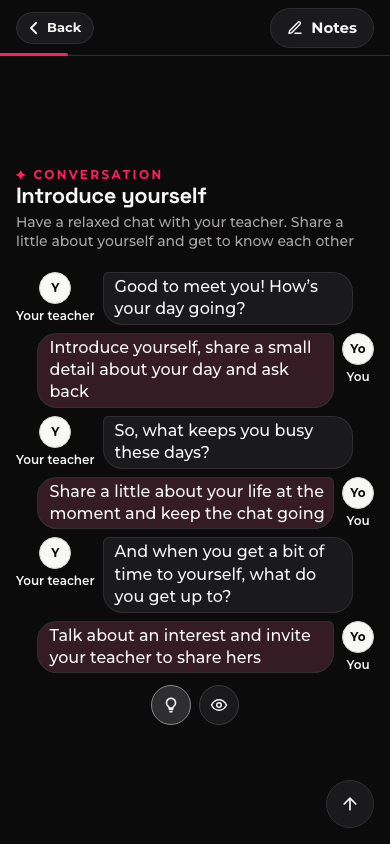 Back
Notes
CONVERSATION
Introduce yourself
Have a relaxed chat with your teacher. Share a
little about yourself and get to know each other
Y
Your teacher
Good to meet you! How's
your day going?
Introduce yourself, share a small
detail about your day and ask
back
Yo
You
Y
Your teacher
So, what keeps you busy
these days?
Share a little about your life at the
moment and keep the chat going
Yo
You
Y
Your teacher
And when you get a bit of
time to yourself, what do
you get up to?
Talk about an interest and invite
your teacher to share hers
Yo
You